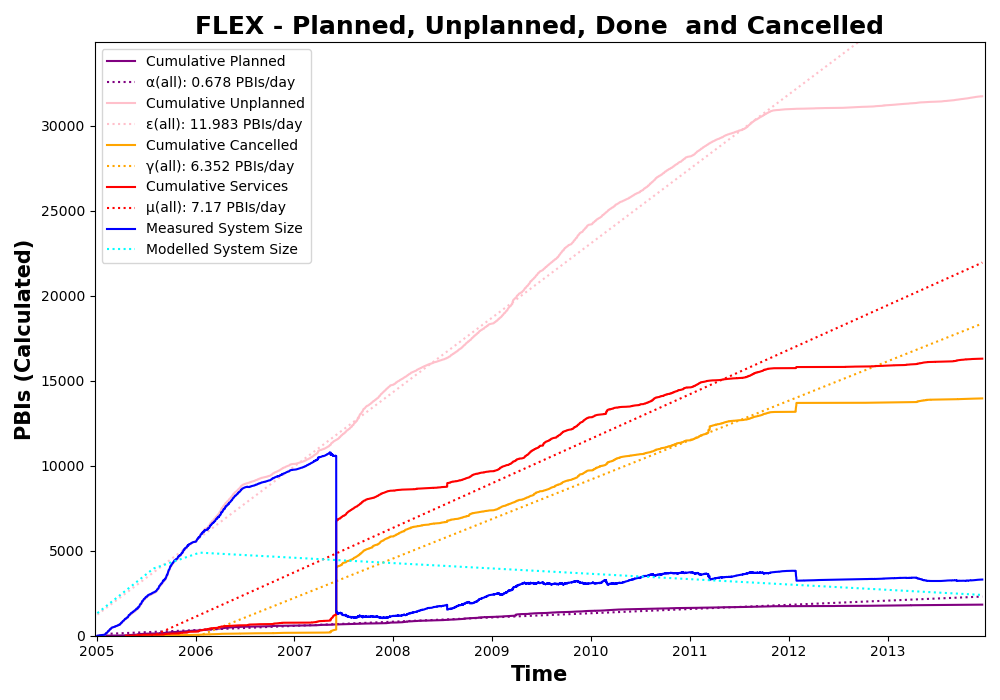 FLEX - Planned, Unplanned, Done  and Cancelled
Cumulative Planned
α(all): 0.678 PBIs/day
Cumulative Unplanned
ε(all): 11.983 PBIs/day
Cumulative Cancelled
γ(all): 6.352 PBIs/day
Cumulative Services
μ(all): 7.17 PBIs/day
Measured System Size
Modelled System Size
PBIs (Calculated)
30000
25000
20000
15000
10000
5000
0
2005 2006 2007 2008 2009 2010 2011 2012 2013
Time